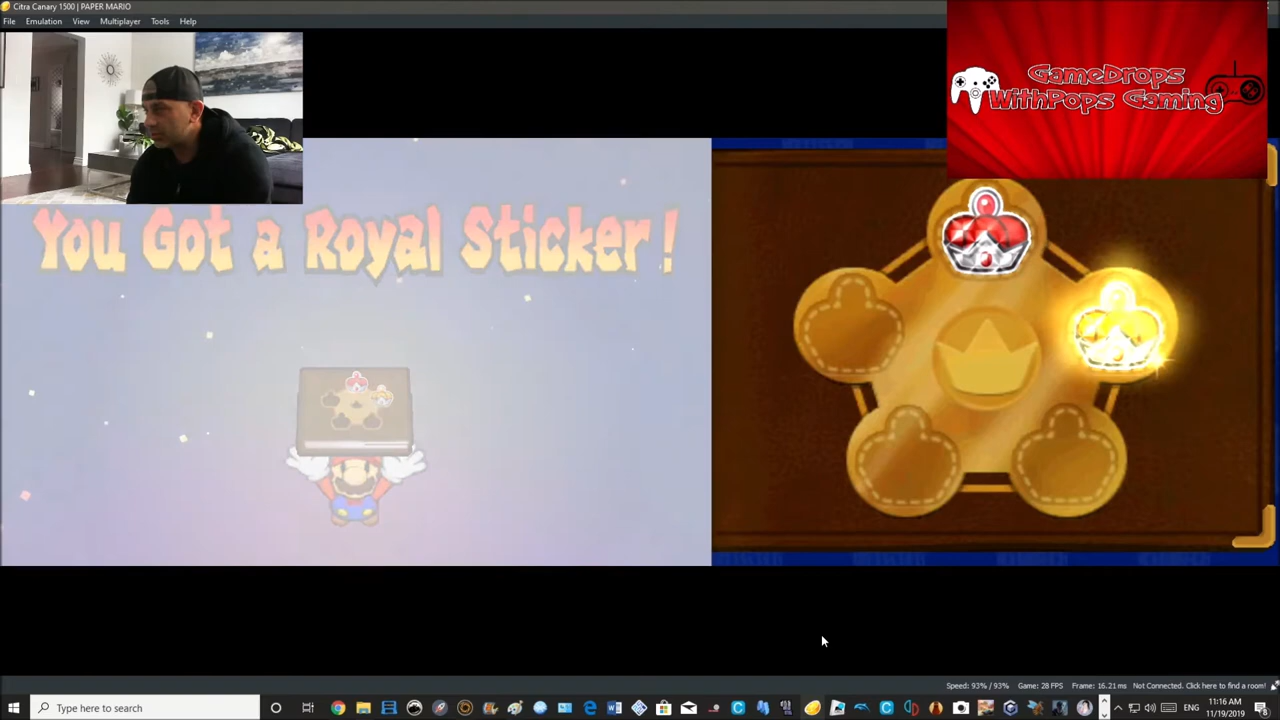 Citra Canary 1500 | PAPER MARIO
File Emulation View Multiplayer Tools Help
GameDrops
WithPops Gaming
You Got a Royal Sticker!
Speed: 93% / 93% Game: 28 FPS Frame: 16.21 ms Not Connected. Click here to find a room!
Type here to search
ENG
11:16 AM
11/19/2019